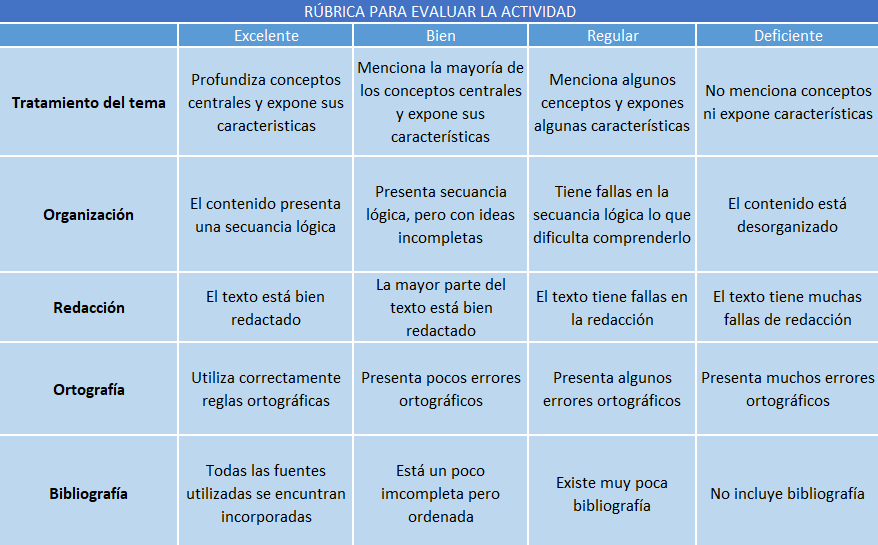 RÚBRICA PARA EVALUAR LA ACTIVIDAD
Excelente
Bien
Regular
Deficiente
Tratamiento del tema
Profundiza conceptos
centrales y expone sus
caracteristicas
Menciona la mayoría de
los conceptos centrales
y expone sus
características
Menciona algunos
cenceptos y expones
algunas características
No menciona conceptos
ni expone características
Organización
El contenido presenta
una secuancia lógica
Presenta secuancia
lógica, pero con ideas
incompletas
Tiene fallas en la
secuancia lógica lo que
dificulta comprenderlo
El contenido está
desorganizado
Redacción
El texto está bien
redactado
La mayor parte del
texto está bien
redactado
El texto tiene fallas en
la redacción
El texto tiene muchas
fallas de redacción
Ortografía
Utiliza correctamente
reglas ortográficas
Presenta pocos errores
ortográficos
Presenta algunos
errores ortográficos
Presenta muchos errores
ortográficos
Bibliografía
Todas las fuentes
utilizadas se encuntran
incorporadas
Está un poco
imcompleta pero
ordenada
Existe muy poca
bibliografía
No incluye bibliografía